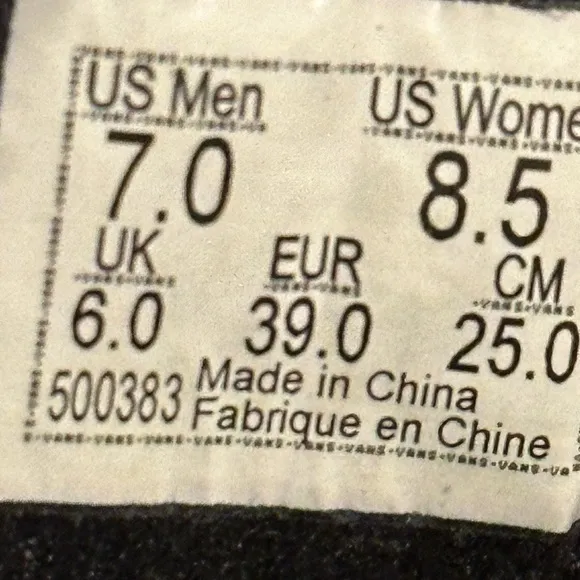 US Men US Wome
7.0 8.5
UK EUR CM
6.0 39.0 25.0
500383 Made in China
Fabrique en Chine